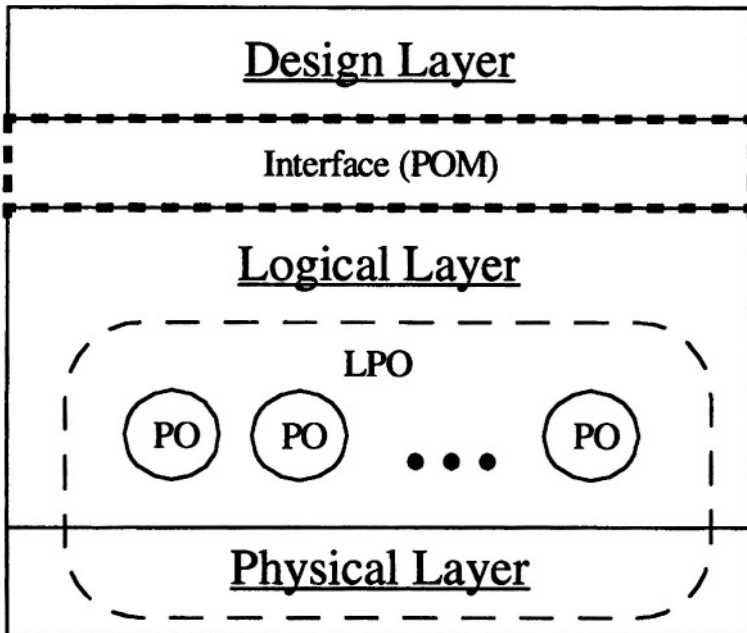 Design Layer
Interface (POM)
Logical Layer
LPO
PO PO ••• PO
Physical Layer